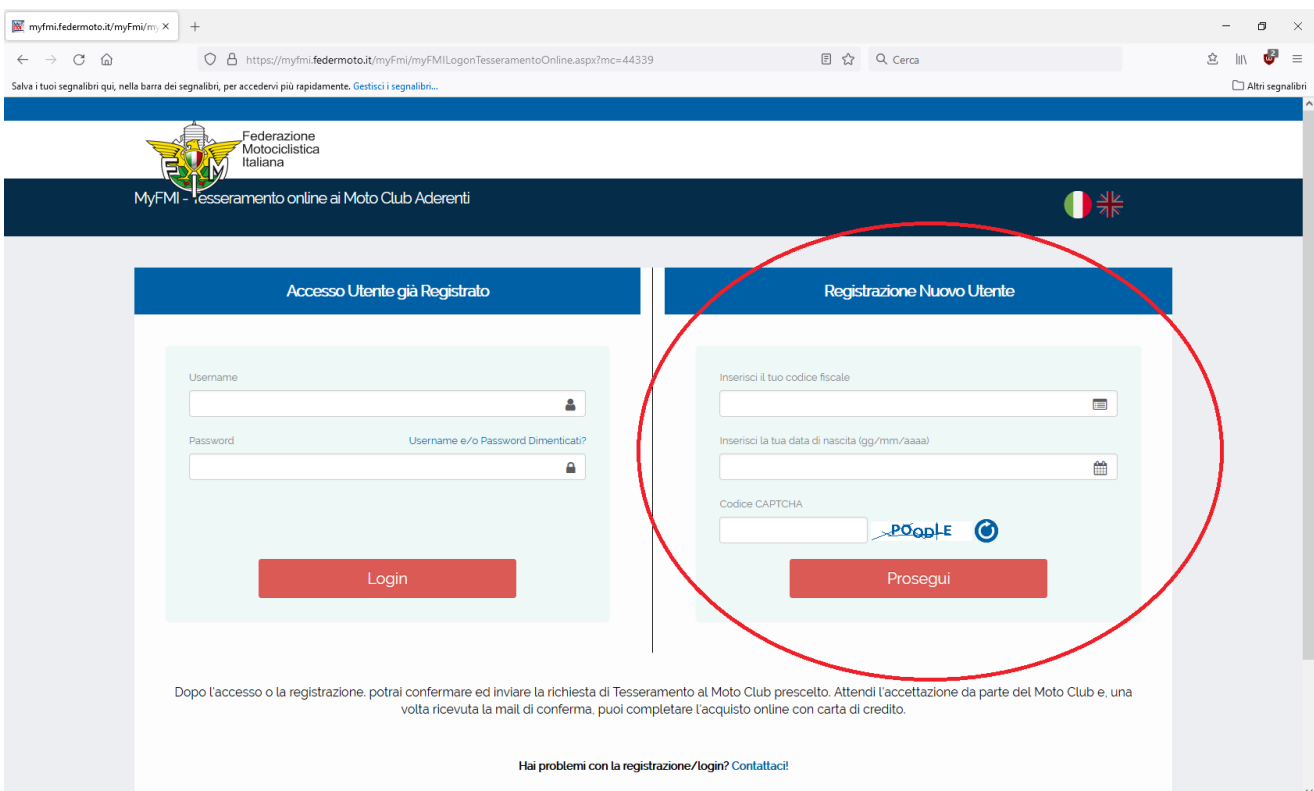 myfmi.federmoto.it/myFmi/my
https://myfmi.federmoto.it/myFmi/myFMILogonTesseramentoOnline.aspx?mc=44339
Cerca
2
Salva i tuoi segnalibri qui, nella barra dei segnalibri, per accedervi più rapidamente. Gestisci i segnalibri...
Altri segnalibri
Federazione
Motociclistica
Italiana
F M I
MyFMI - Tesseramento online ai Moto Club Aderenti
Accesso Utente già Registrato
Username
Password
Username e/o Password Dimenticati?
Login
Registrazione Nuovo Utente
Inserisci il tuo codice fiscale
Inserisci la tua data di nascita (gg/mm/aaaa)
Codice CAPTCHA
POODLE
Prosegui
Dopo l'accesso o la registrazione. potrai confermare ed inviare la richiesta di Tesseramento al Moto Club prescelto. Attendi l'accettazione da parte del Moto Club e, una
volta ricevuta la mail di conferma, puoi completare l'acquisto online con carta di credito.
Hai problemi con la registrazione/login? Contattaci!